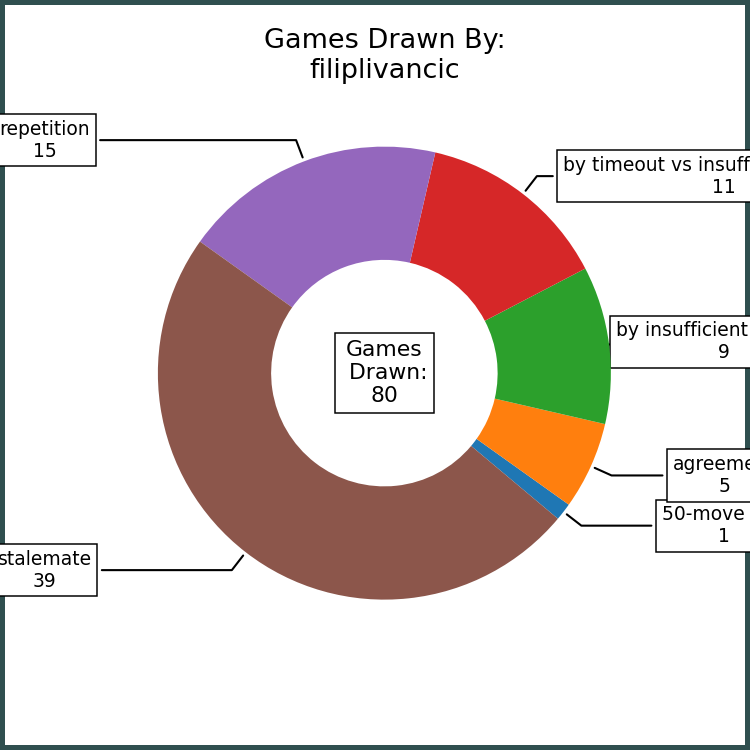 Games Drawn By:
filiplivancic
repetition
15
by timeout vs insuff
11
Games
Drawn:
80
by insufficient
9
agreeme
5
50-move
1
stalemate
39